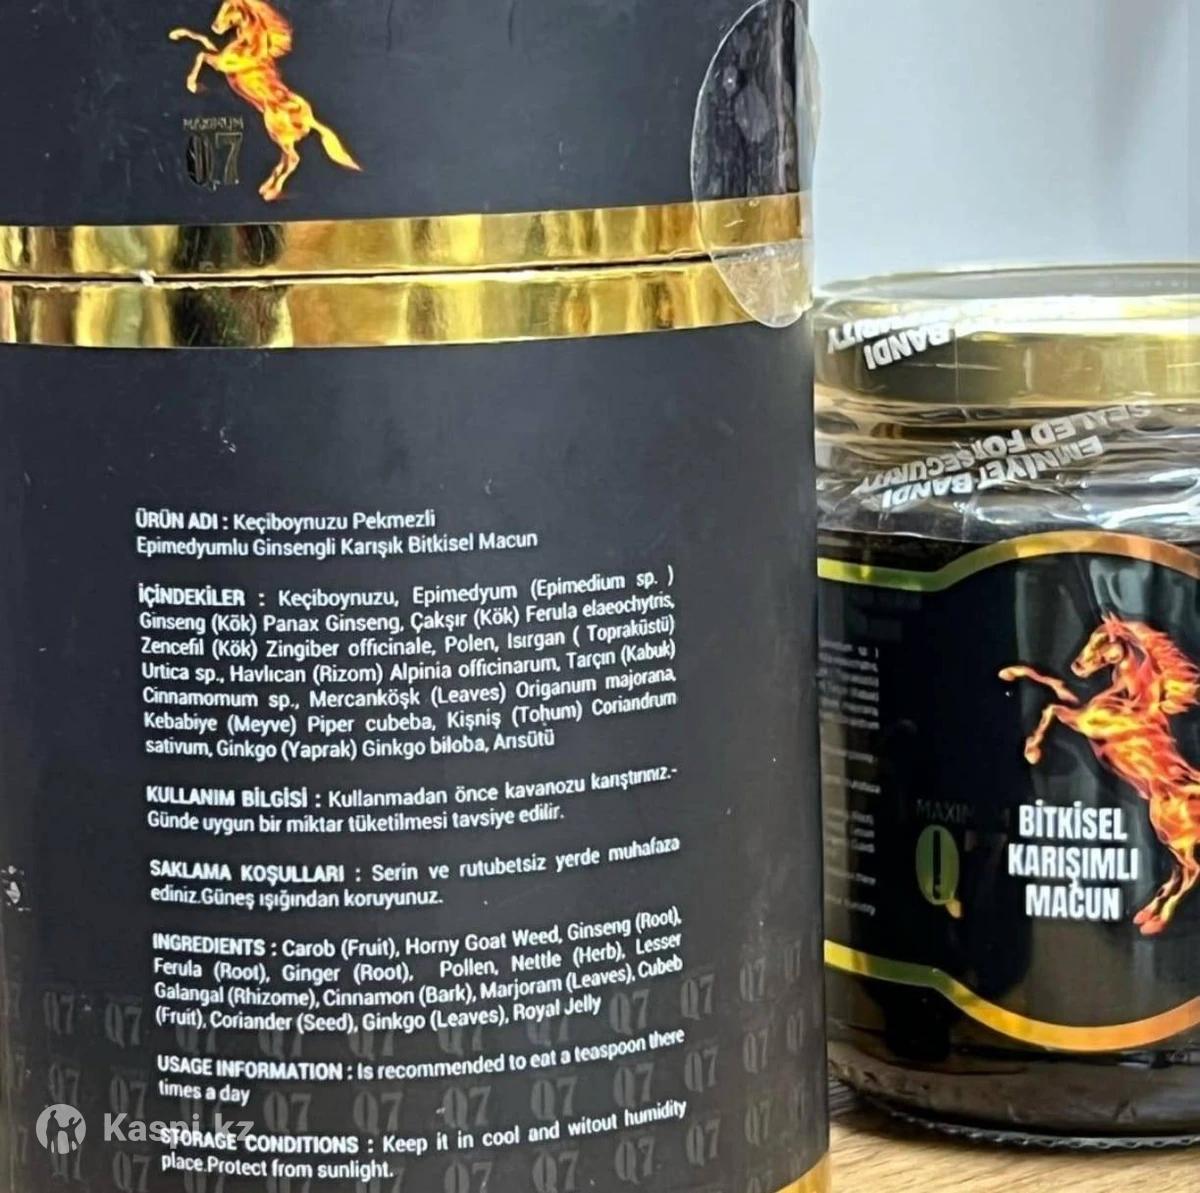 MAXIMUM
Q7
ÜRÜN ADI : Keçiboynuzu Pekmezli
Epimedyumlu Ginsengli Karışık Bitkisel Macun
İÇİNDEKİLER : Keçiboynuzu, Epimedyum (Epimedium sp. )
Ginseng (Kök) Panax Ginseng, Çakşır (Kök) Ferula elaeochytris,
Zencefil (Kök) Zingiber officinale, Polen, Isırgan ( Topraküstü)
Urtica sp., Havlıcan (Rizom) Alpinia officinarum, Tarçın (Kabuk)
Cinnamomum sp., Mercanköşk (Leaves) Origanum majorana,
Kebabiye (Meyve) Piper cubeba, Kişniş (Tohum) Coriandrum
sativum, Ginkgo (Yaprak) Ginkgo biloba, Arısütü
KULLANIM BİLGİSİ : Kullanmadan önce kavanozu karıştırınız.-
Günde uygun bir miktar tüketilmesi tavsiye edilir.
SAKLAMA KOŞULLARI : Serin ve rutubetsiz yerde muhafaza
ediniz.Güneş ışığından koruyunuz.
INGREDIENTS : Carob (Fruit), Horny Goat Weed, Ginseng (Root),
Ferula (Root), Ginger (Root), Pollen, Nettle (Herb), Lesser
Galangal (Rhizome), Cinnamon (Bark), Marjoram (Leaves), Cubeb
(Fruit), Coriander (Seed), Ginkgo (Leaves), Royal Jelly
USAGE INFORMATION : Is recommended to eat a teaspoon there
times a day
STORAGE CONDITIONS : Keep it in cool and witout humidity
place.Protect from sunlight.
Kaspi.kz
BANDI
SEALED FOR SECURITY
EMNİYET BANDI
MAXIM
Q7
BİTKİSEL
KARIŞIMLI
MACUN